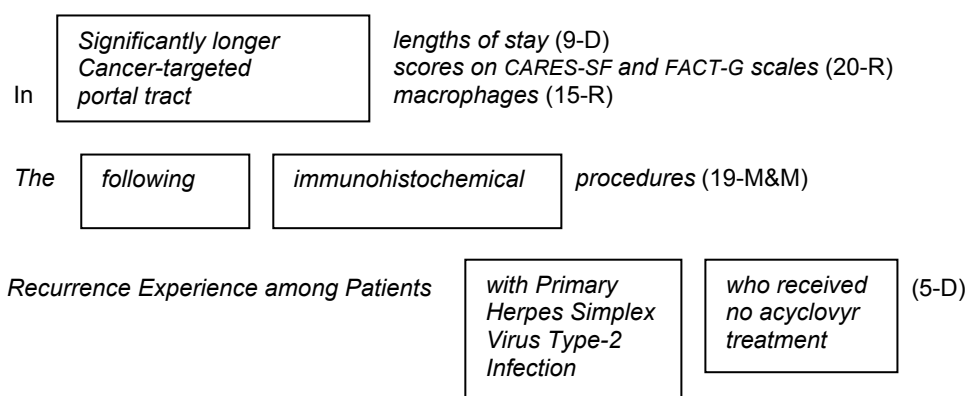 Significantly longer lengths of stay (9-D)
Cancer-targeted scores on CARES-SF and FACT-G scales (20-R)
In portal tract macrophages (15-R)
The following immunohistochemical procedures (19-M&M)
Recurrence Experience among Patients with Primary who received (5-D)
Herpes Simplex no acyclovyr
Virus Type-2 treatment
Infection